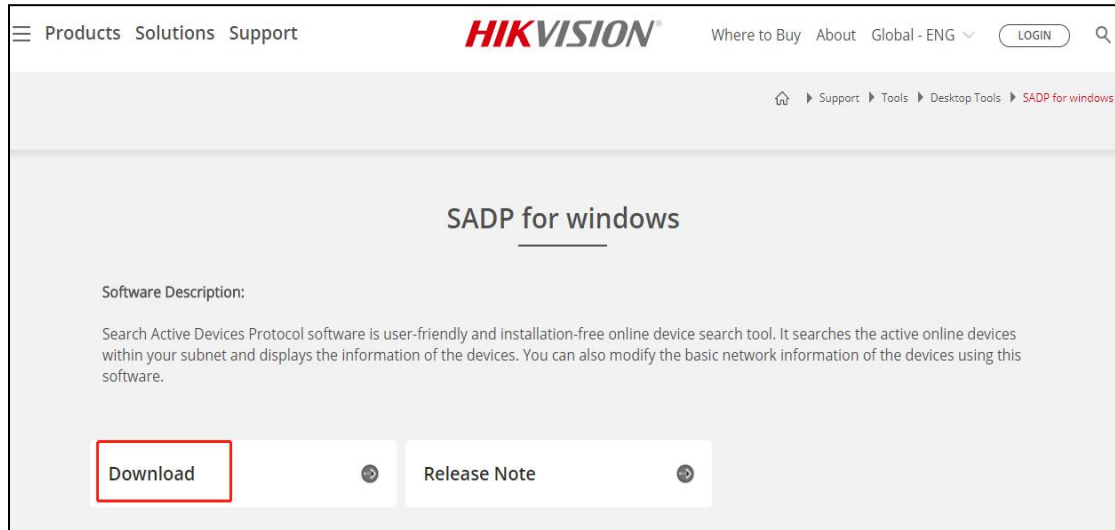 Products Solutions Support HIKVISION® Where to Buy About Global - ENG LOGIN
Support Tools Desktop Tools SADP for windows
SADP for windows
Software Description:
Search Active Devices Protocol software is user-friendly and installation-free online device search tool. It searches the active online devices
within your subnet and displays the information of the devices. You can also modify the basic network information of the devices using this
software.
Download Release Note